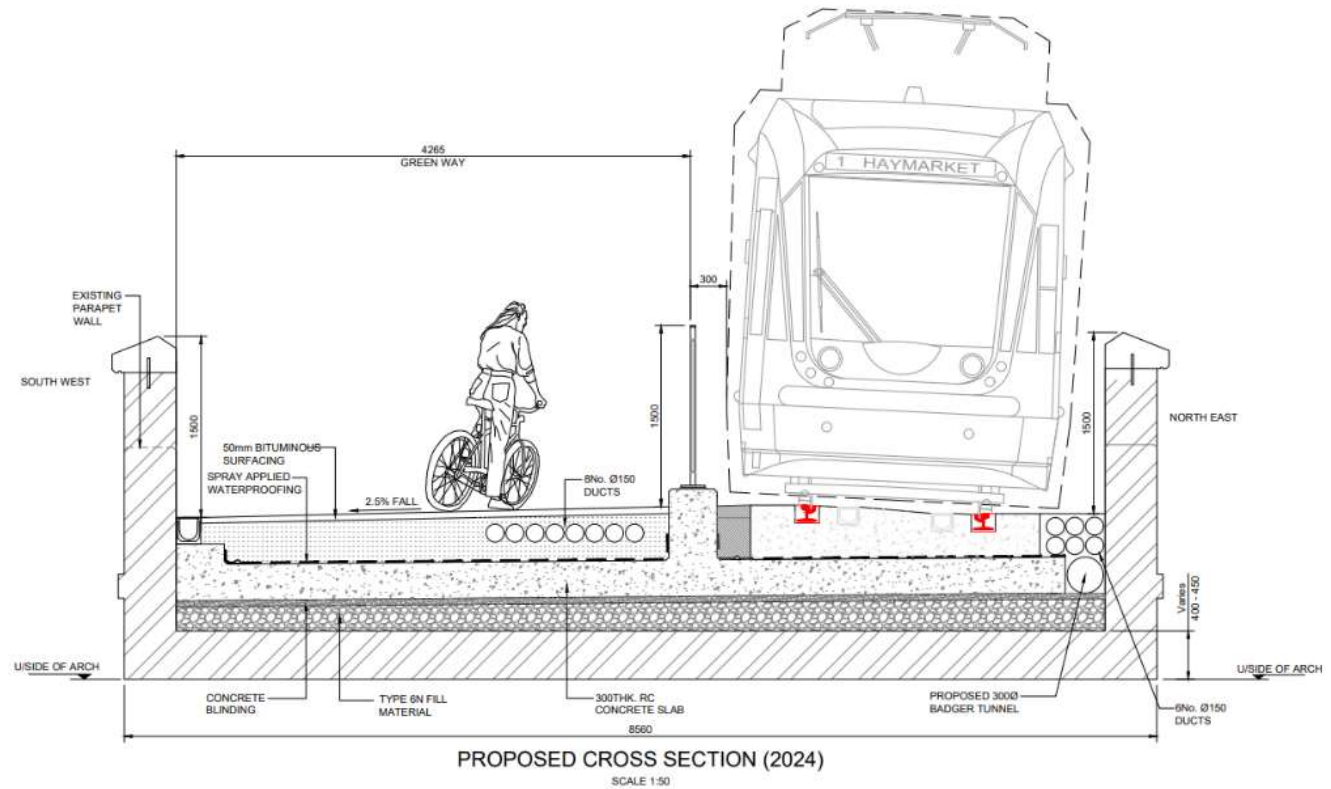 1 HAYMARKET
4265
GREEN WAY
300
EXISTING
PARAPET
WALL
SOUTH WEST
NORTH EAST
1500
1500
1500
50mm BITUMINOUS
SURFACING
SPRAY APPLIED
WATERPROOFING
2.5% FALL
8No. Ø150
DUCTS
Varies
400 - 450
U/SIDE OF ARCH
U/SIDE OF ARCH
CONCRETE
BLINDING
TYPE 6N FILL
MATERIAL
300THK. RC
CONCRETE SLAB
PROPOSED 300Ø
BADGER TUNNEL
6No. Ø150
DUCTS
8560
PROPOSED CROSS SECTION (2024)
SCALE 1:50